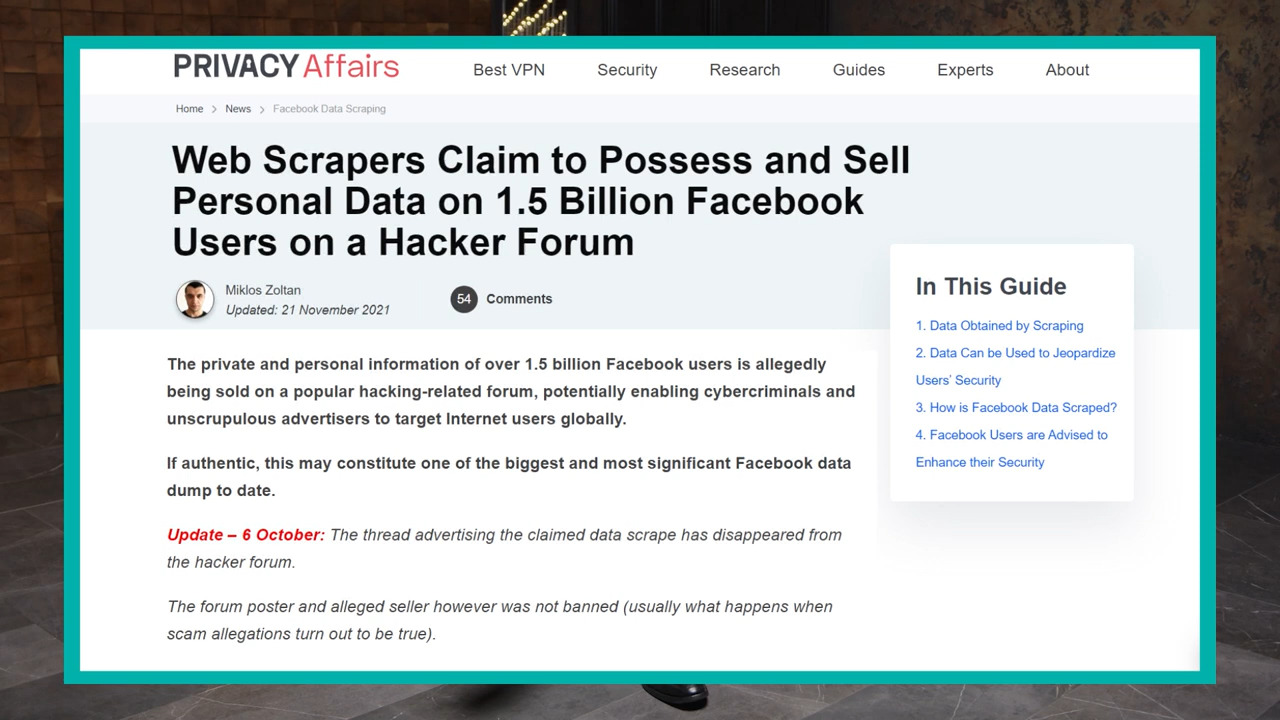 PRIVACY Affairs
Best VPN Security Research Guides Experts About
Home > News > Facebook Data Scraping
Web Scrapers Claim to Possess and Sell
Personal Data on 1.5 Billion Facebook
Users on a Hacker Forum
Miklos Zoltan
Updated: 21 November 2021
54 Comments
The private and personal information of over 1.5 billion Facebook users is allegedly
being sold on a popular hacking-related forum, potentially enabling cybercriminals and
unscrupulous advertisers to target Internet users globally.
If authentic, this may constitute one of the biggest and most significant Facebook data
dump to date.
Update – 6 October: The thread advertising the claimed data scrape has disappeared from
the hacker forum.
The forum poster and alleged seller however was not banned (usually what happens when
scam allegations turn out to be true).
In This Guide
1. Data Obtained by Scraping
2. Data Can be Used to Jeopardize
Users’ Security
3. How is Facebook Data Scraped?
4. Facebook Users are Advised to
Enhance their Security